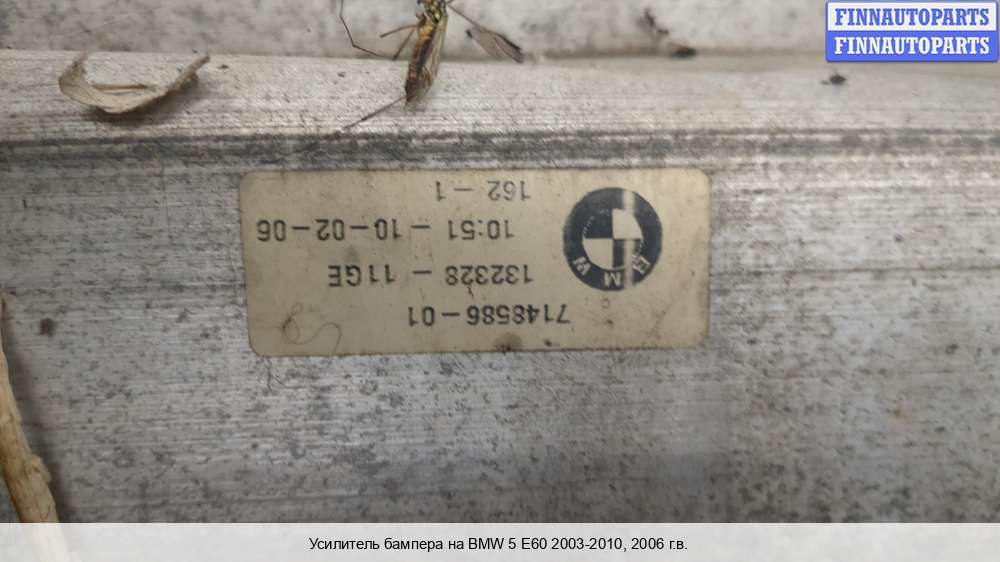 FINNAUTOPARTS
FINNAUTOPARTS
BMW
7148586-01
132328 - 11GE
10:51 - 10-02-06
162 - 1
Усилитель бампера на BMW 5 E60 2003-2010, 2006 г.в.